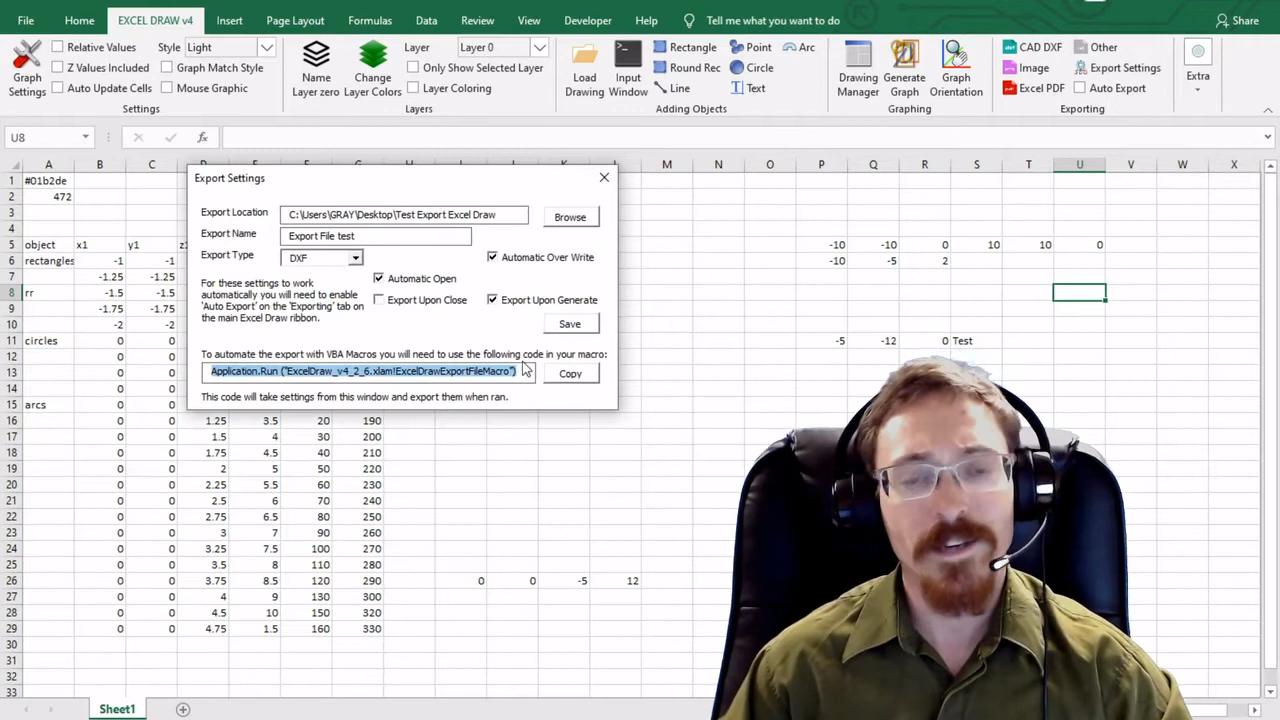 File Home EXCEL DRAW v4 Insert Page Layout Formulas Data Review View Developer Help Tell me what you want to do Share
Relative Values Style Light Layer Layer 0 Rectangle Point Arc CAD DXF Other
Z Values Included Graph Match Style Only Show Selected Layer Round Rec Circle Image Export Settings
Auto Update Cells Mouse Graphic Layer Coloring Line Text Excel PDF Auto Export
Graph Settings Name Layer zero Change Layer Colors Load Drawing Input Window Drawing Manager Generate Graph Graph Orientation Extra
Settings Layers Adding Objects Graphing Exporting
U8 fx
A B C D E F G H I J K L M N O P Q R S T U V W X
1 #01b2de
2 472
3
4
5 object x1 y1 z1 -10 -10 0 10 10 0
6 rectangles -1 -1 -10 -5 2
7 -1.25 -1.25
8 rr -1.5 -1.5
9 -1.75 -1.75
10 -2 -2
11 circles 0 0 -5 -12 0 Test
12 0 0
13 0 0
14 0 0
15 arcs 0 0
16 0 0 1.25 3.5 20 190
17 0 0 1.5 4 30 200
18 0 0 1.75 4.5 40 210
19 0 0 2 5 50 220
20 0 0 2.25 5.5 60 230
21 0 0 2.5 6 70 240
22 0 0 2.75 6.5 80 250
23 0 0 3 7 90 260
24 0 0 3.25 7.5 100 270
25 0 0 3.5 8 110 280
26 0 0 3.75 8.5 120 290 0 0 -5 12
27 0 0 4 9 130 300
28 0 0 4.5 10 150 320
29 0 0 4.75 1.5 160 330
30
31
32
33
Export Settings
Export Location C:\Users\GRAY\Desktop\Test Export Excel Draw Browse
Export Name Export File test
Export Type DXF Automatic Over Write
Automatic Open
For these settings to work
automatically you will need to enable
'Auto Export' on the 'Exporting' tab on
the main Excel Draw ribbon.
Export Upon Close Export Upon Generate
Save
To automate the export with VBA Macros you will need to use the following code in your macro:
Application.Run ("ExcelDraw_v4_2_6.xlam!ExcelDrawExportFileMacro") Copy
This code will take settings from this window and export them when ran.
Sheet1